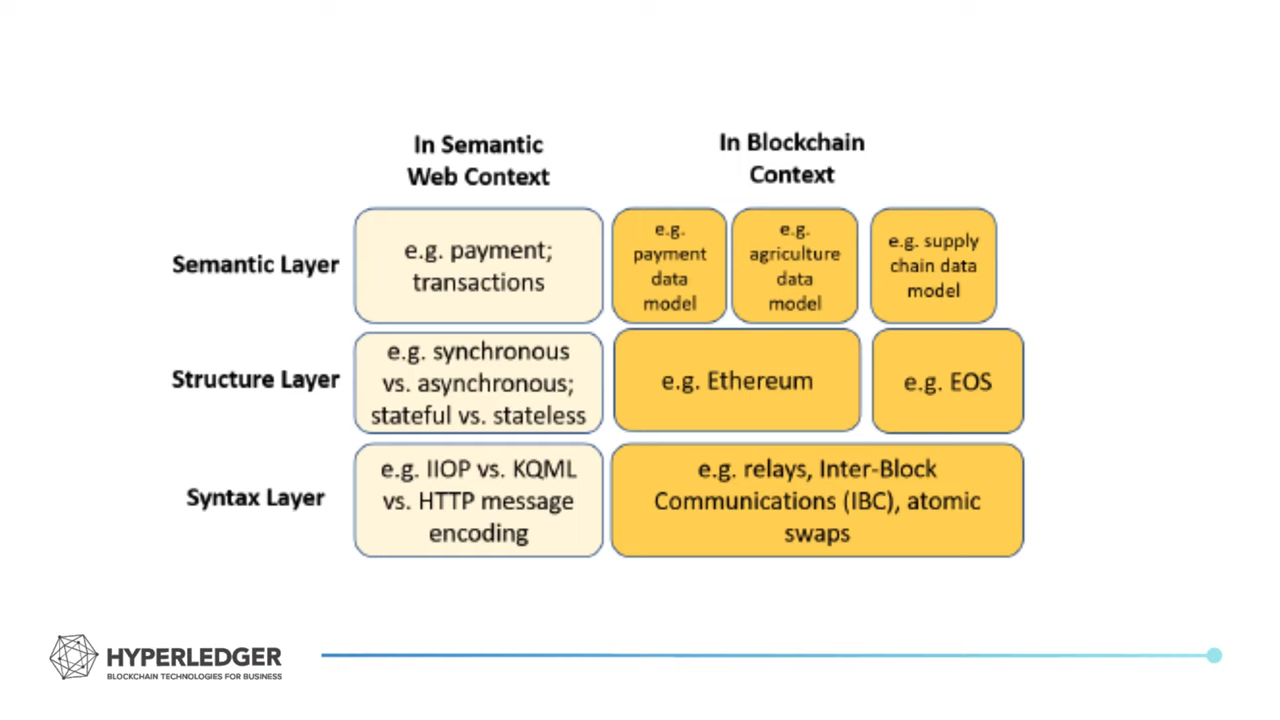 In Semantic
Web Context
In Blockchain
Context
Semantic Layer
e.g. payment;
transactions
e.g.
payment
data
model
e.g.
agriculture
data
model
e.g. supply
chain data
model
Structure Layer
e.g. synchronous
vs. asynchronous;
stateful vs. stateless
e.g. Ethereum
e.g. EOS
Syntax Layer
e.g. IIOP vs. KQML
vs. HTTP message
encoding
e.g. relays, Inter-Block
Communications (IBC), atomic
swaps
HYPERLEDGER
BLOCKCHAIN TECHNOLOGIES FOR BUSINESS